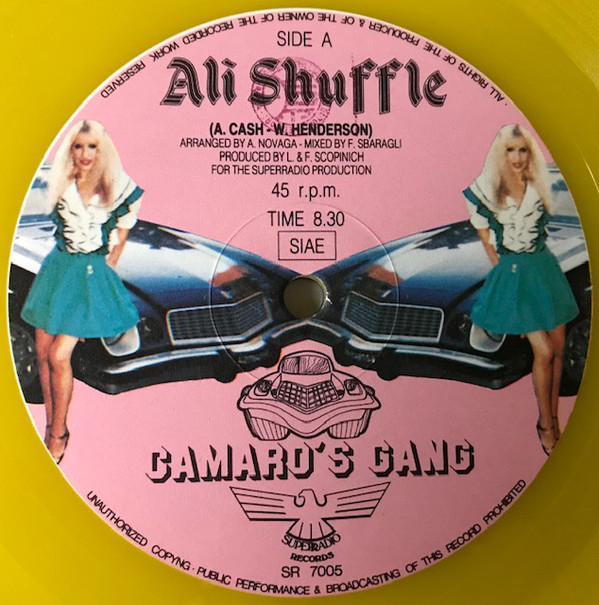 · ALL RIGHTS OF THE PRODUCER & OF THE OWNER OF THE RECORDED WORK RESERVED
SIDE A
Ali Shuffle
(A. CASH - W. HENDERSON)
ARRANGED BY A. NOVAGA - MIXED BY F. SBARAGLI
PRODUCED BY L. & F. SCOPINICH
FOR THE SUPERRADIO PRODUCTION
45 r.p.m.
TIME 8.30
SIAE
CAMARO'S GANG
SUPERRADIO
RECORDS
SR 7005
UNAUTHORIZED COPYNG · PUBLIC PERFORMANCE & BROADCASTING OF THIS RECORD PROHIBITED